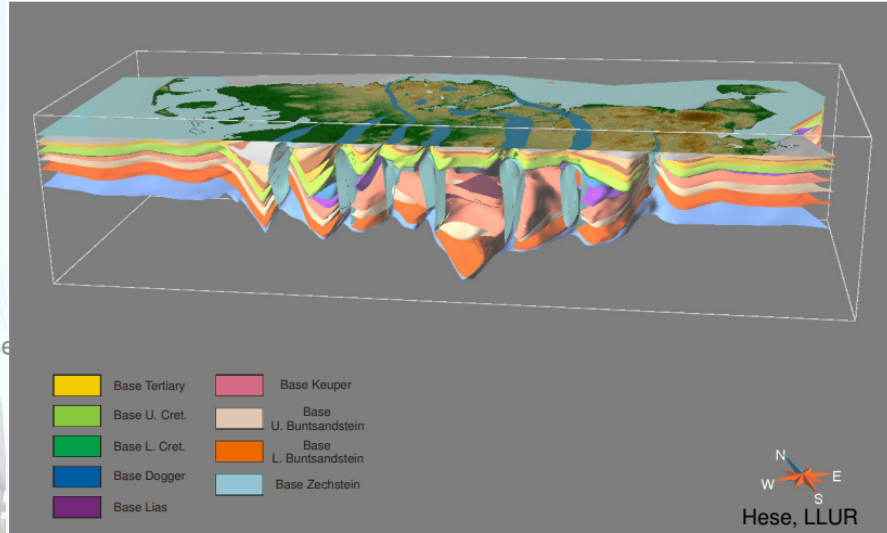 Base Tertiary
Base U. Cret.
Base L. Cret.
Base Dogger
Base Lias
Base Keuper
Base
U. Buntsandstein
Base
L. Buntsandstein
Base Zechstein
N
W
E
S
Hese, LLUR